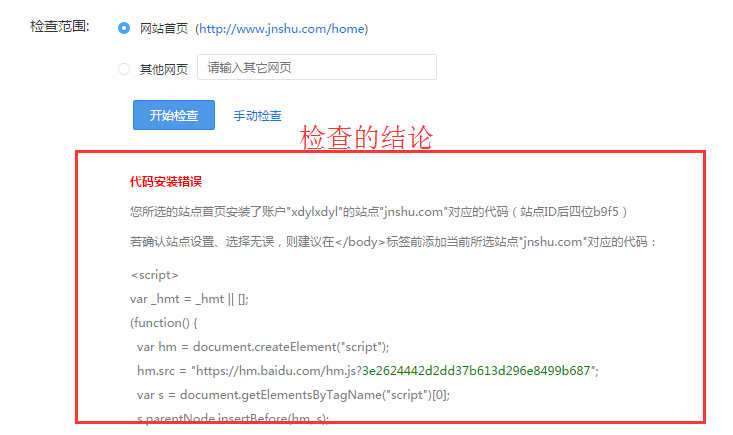 检查范围:
网站首页 (http://www.jnshu.com/home)
其他网页 请输入其它网页
开始检查 手动检查
检查的结论
代码安装错误
您所选的站点首页安装了账户"xdylxdyl"的站点"jnshu.com"对应的代码（站点ID后四位b9f5）
若确认站点设置、选择无误，则建议在</body>标签前添加当前所选站点"jnshu.com"对应的代码：
<script>
var _hmt = _hmt || [];
(function() {
var hm = document.createElement("script");
hm.src = "https://hm.baidu.com/hm.js?3e2624442d2dd37b613d296e8499b687";
var s = document.getElementsByTagName("script")[0];
s.parentNode.insertBefore(hm, s);